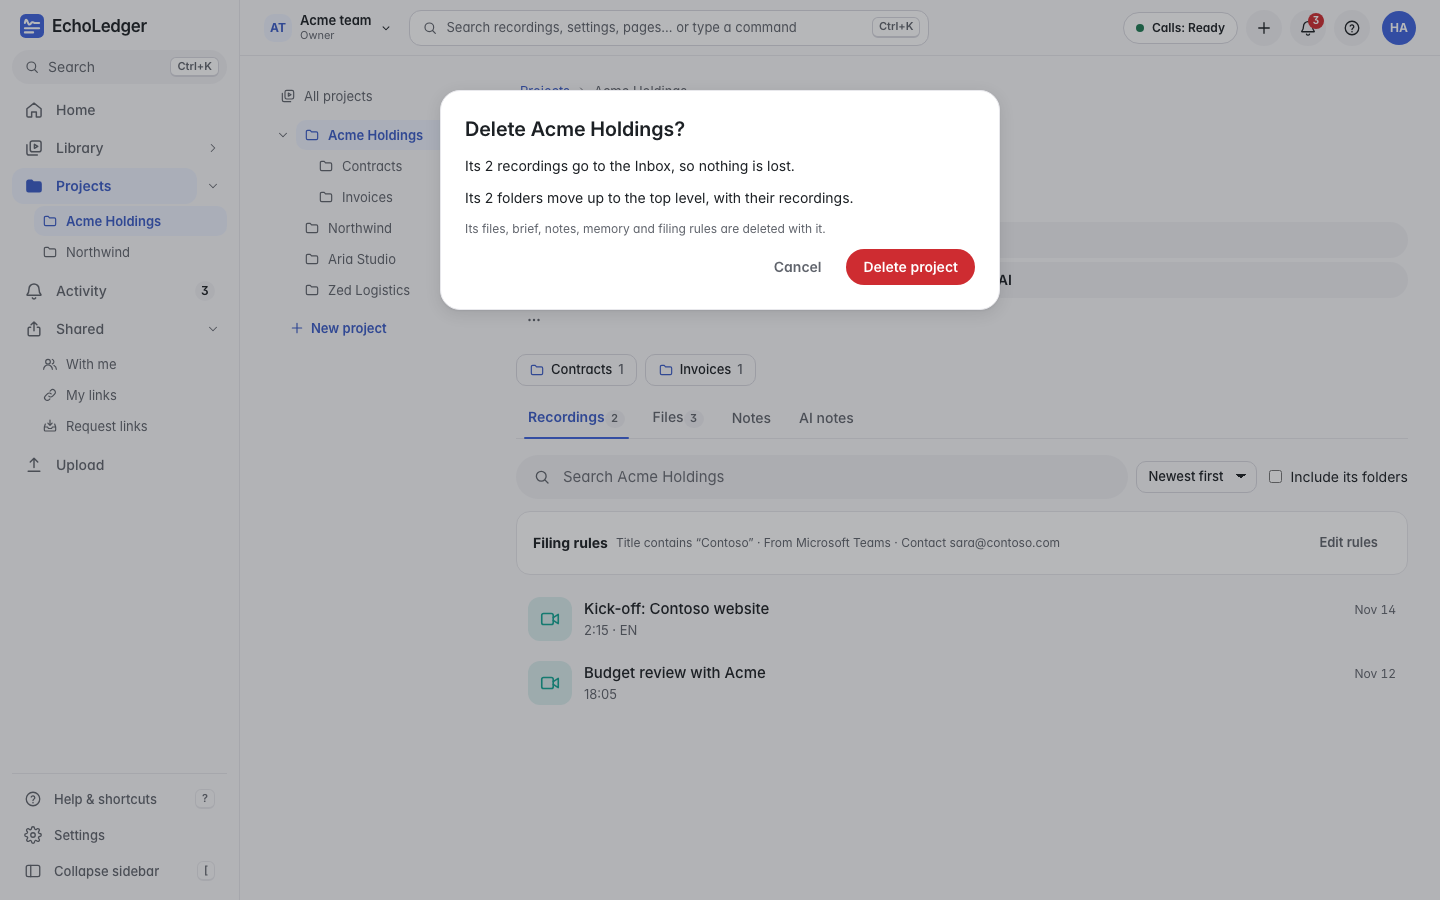 EchoLedger
Search
Ctrl+K
Home
Library
Projects
Acme Holdings
Northwind
Activity
3
Shared
With me
My links
Request links
Upload
Help & shortcuts
?
Settings
Collapse sidebar
[
AT
Acme team
Owner
Search recordings, settings, pages... or type a command
Ctrl+K
Calls: Ready
3
HA
All projects
Acme Holdings
Contracts
Invoices
Northwind
Aria Studio
Zed Logistics
New project
Projects
Acme Holdings
Delete Acme Holdings?
Its 2 recordings go to the Inbox, so nothing is lost.
Its 2 folders move up to the top level, with their recordings.
Its files, brief, notes, memory and filing rules are deleted with it.
Cancel
Delete project
AI
...
Contracts 1
Invoices 1
Recordings 2
Files 3
Notes
AI notes
Search Acme Holdings
Newest first
Include its folders
Filing rules
Title contains “Contoso” · From Microsoft Teams · Contact sara@contoso.com
Edit rules
Kick-off: Contoso website
Nov 14
2:15 · EN
Budget review with Acme
Nov 12
18:05